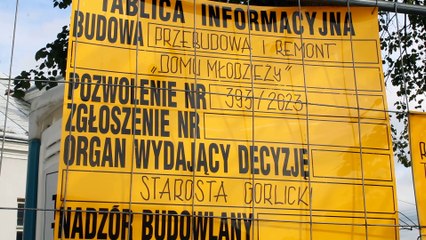 TABLICA INFORMACYJNA
BUDOWA PRZEBUDOWA I REMONT
„DOMU MŁODZIEŻY"
POZWOLENIE NR 393/2023
ZGŁOSZENIE NR
ORGAN WYDAJĄCY DECYZJĘ
STAROSTA GORLICKI
NADZÓR BUDOWLANY